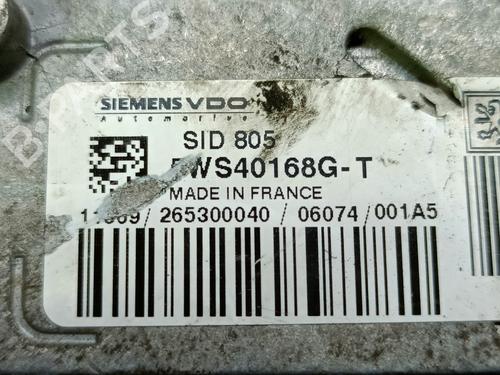 SIEMENS VDO
Automotive
SID 805
5WS40168G-T
MADE IN FRANCE
/ 265300040 / 06074 / 001A5